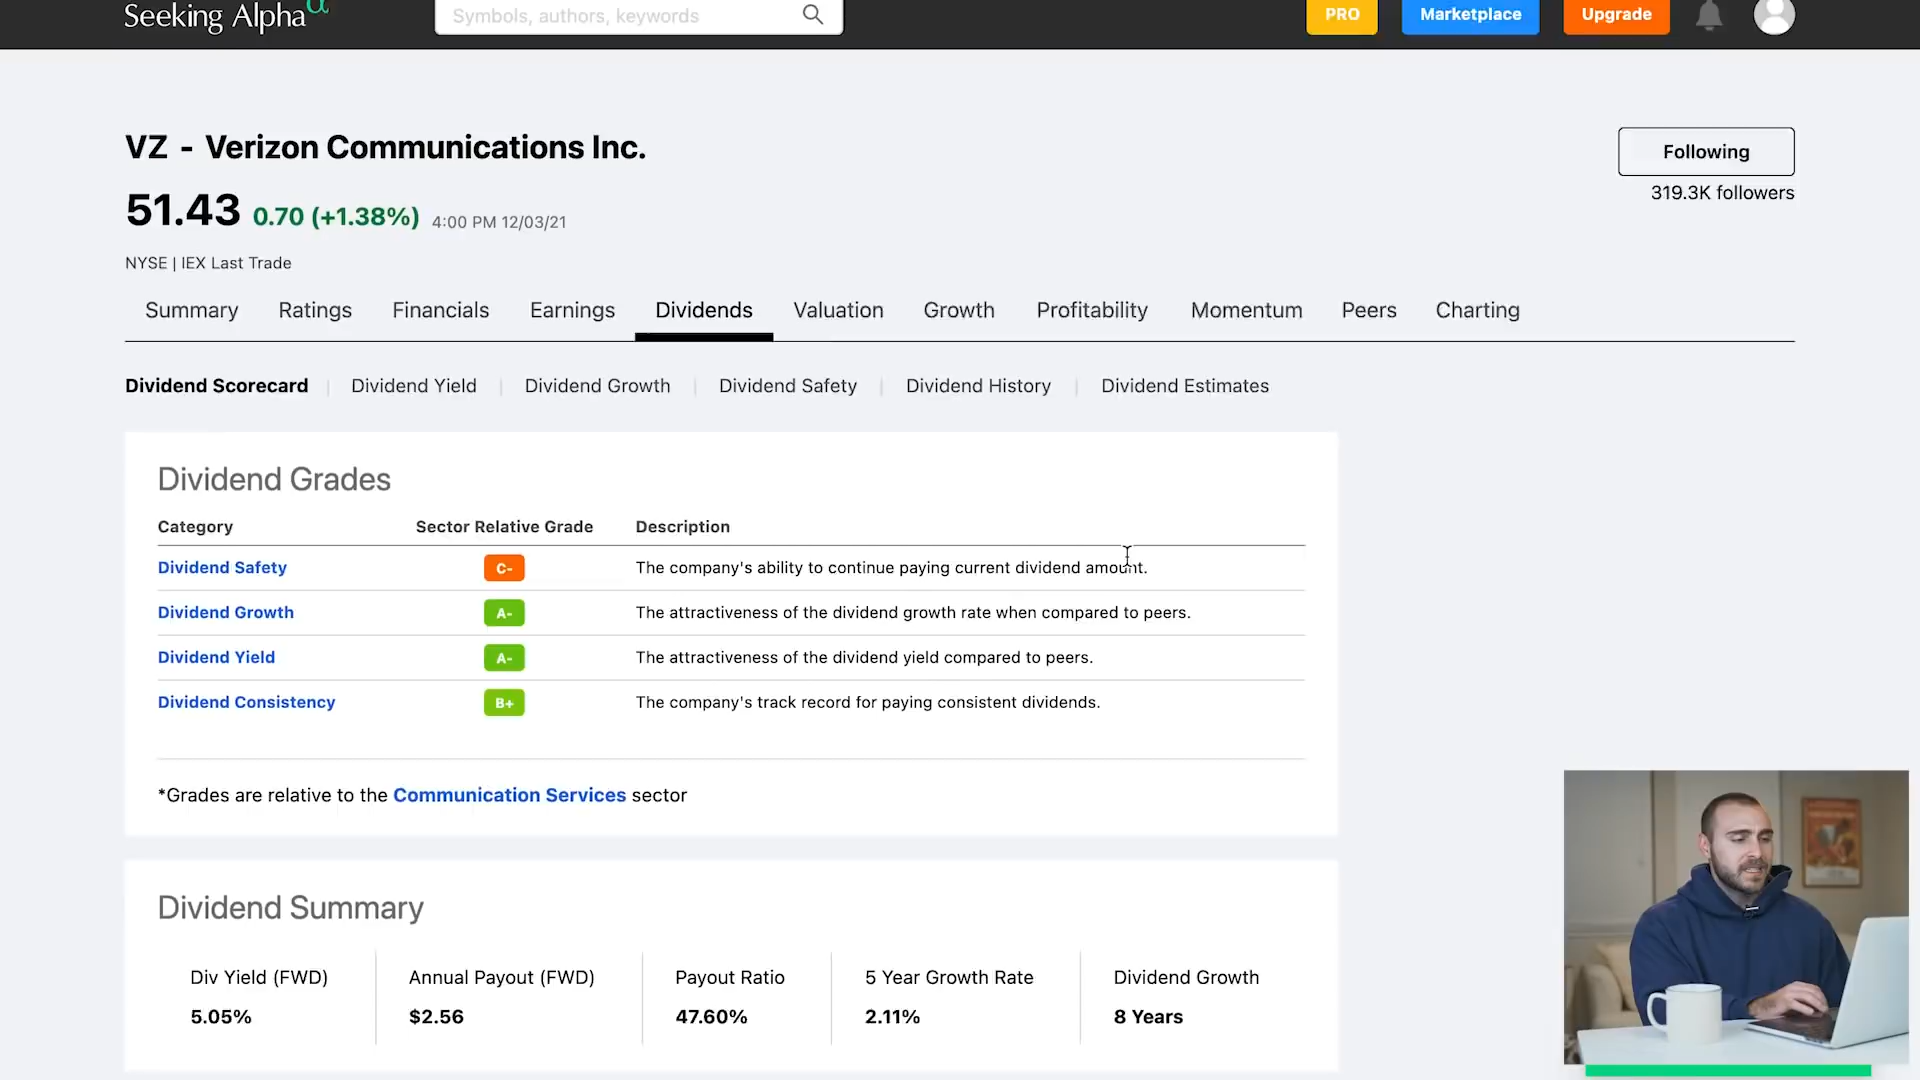 Seeking Alpha α
Symbols, authors, keywords
PRO
Marketplace
Upgrade
VZ - Verizon Communications Inc.
Following
319.3K followers
51.43 0.70 (+1.38%) 4:00 PM 12/03/21
NYSE | IEX Last Trade
Summary Ratings Financials Earnings Dividends Valuation Growth Profitability Momentum Peers Charting
Dividend Scorecard | Dividend Yield | Dividend Growth | Dividend Safety | Dividend History | Dividend Estimates
Dividend Grades
Category Sector Relative Grade Description
Dividend Safety C- The company's ability to continue paying current dividend amount.
Dividend Growth A- The attractiveness of the dividend growth rate when compared to peers.
Dividend Yield A- The attractiveness of the dividend yield compared to peers.
Dividend Consistency B+ The company's track record for paying consistent dividends.
*Grades are relative to the Communication Services sector
Dividend Summary
Div Yield (FWD) Annual Payout (FWD) Payout Ratio 5 Year Growth Rate Dividend Growth
5.05% $2.56 47.60% 2.11% 8 Years